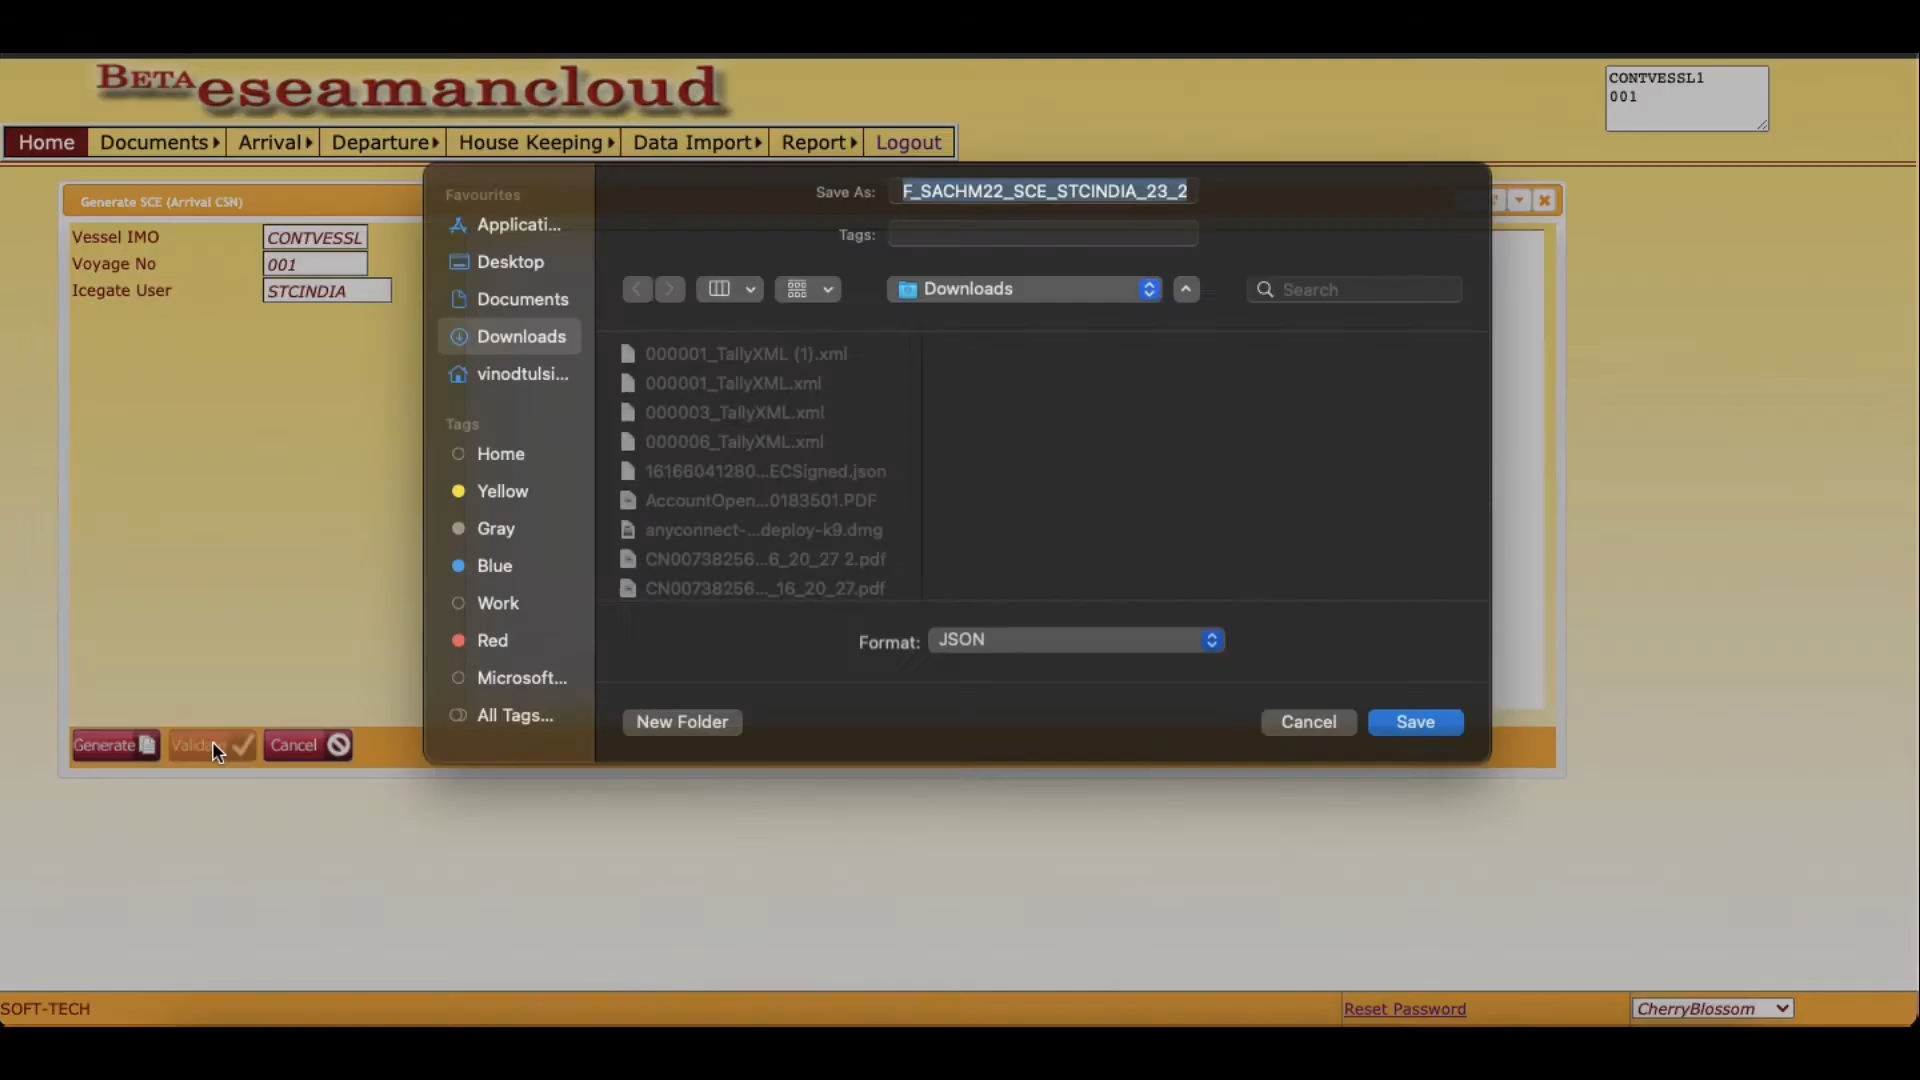 BETA eseamancloud
CONTVESSL1
001
Home Documents Arrival Departure House Keeping Data Import Report Logout
Generate SCE (Arrival CSN)
Vessel IMO CONTVESSL
Voyage No 001
Icegate User STCINDIA
Favourites
Applicati...
Desktop
Documents
Downloads
vinodtulsi...
Tags
Home
Yellow
Gray
Blue
Work
Red
Microsoft...
All Tags...
Save As: F_SACHM22_SCE_STCINDIA_23_2
Tags:
Downloads
Search
000001_TallyXML (1).xml
000001_TallyXML.xml
000003_TallyXML.xml
000006_TallyXML.xml
16166041280...ECSigned.json
AccountOpen...0183501.PDF
anyconnect-...deploy-k9.dmg
CN00738256...6_20_27 2.pdf
CN00738256..._16_20_27.pdf
Format: JSON
New Folder Cancel Save
Generate Cancel
SOFT-TECH Reset Password CherryBlossom